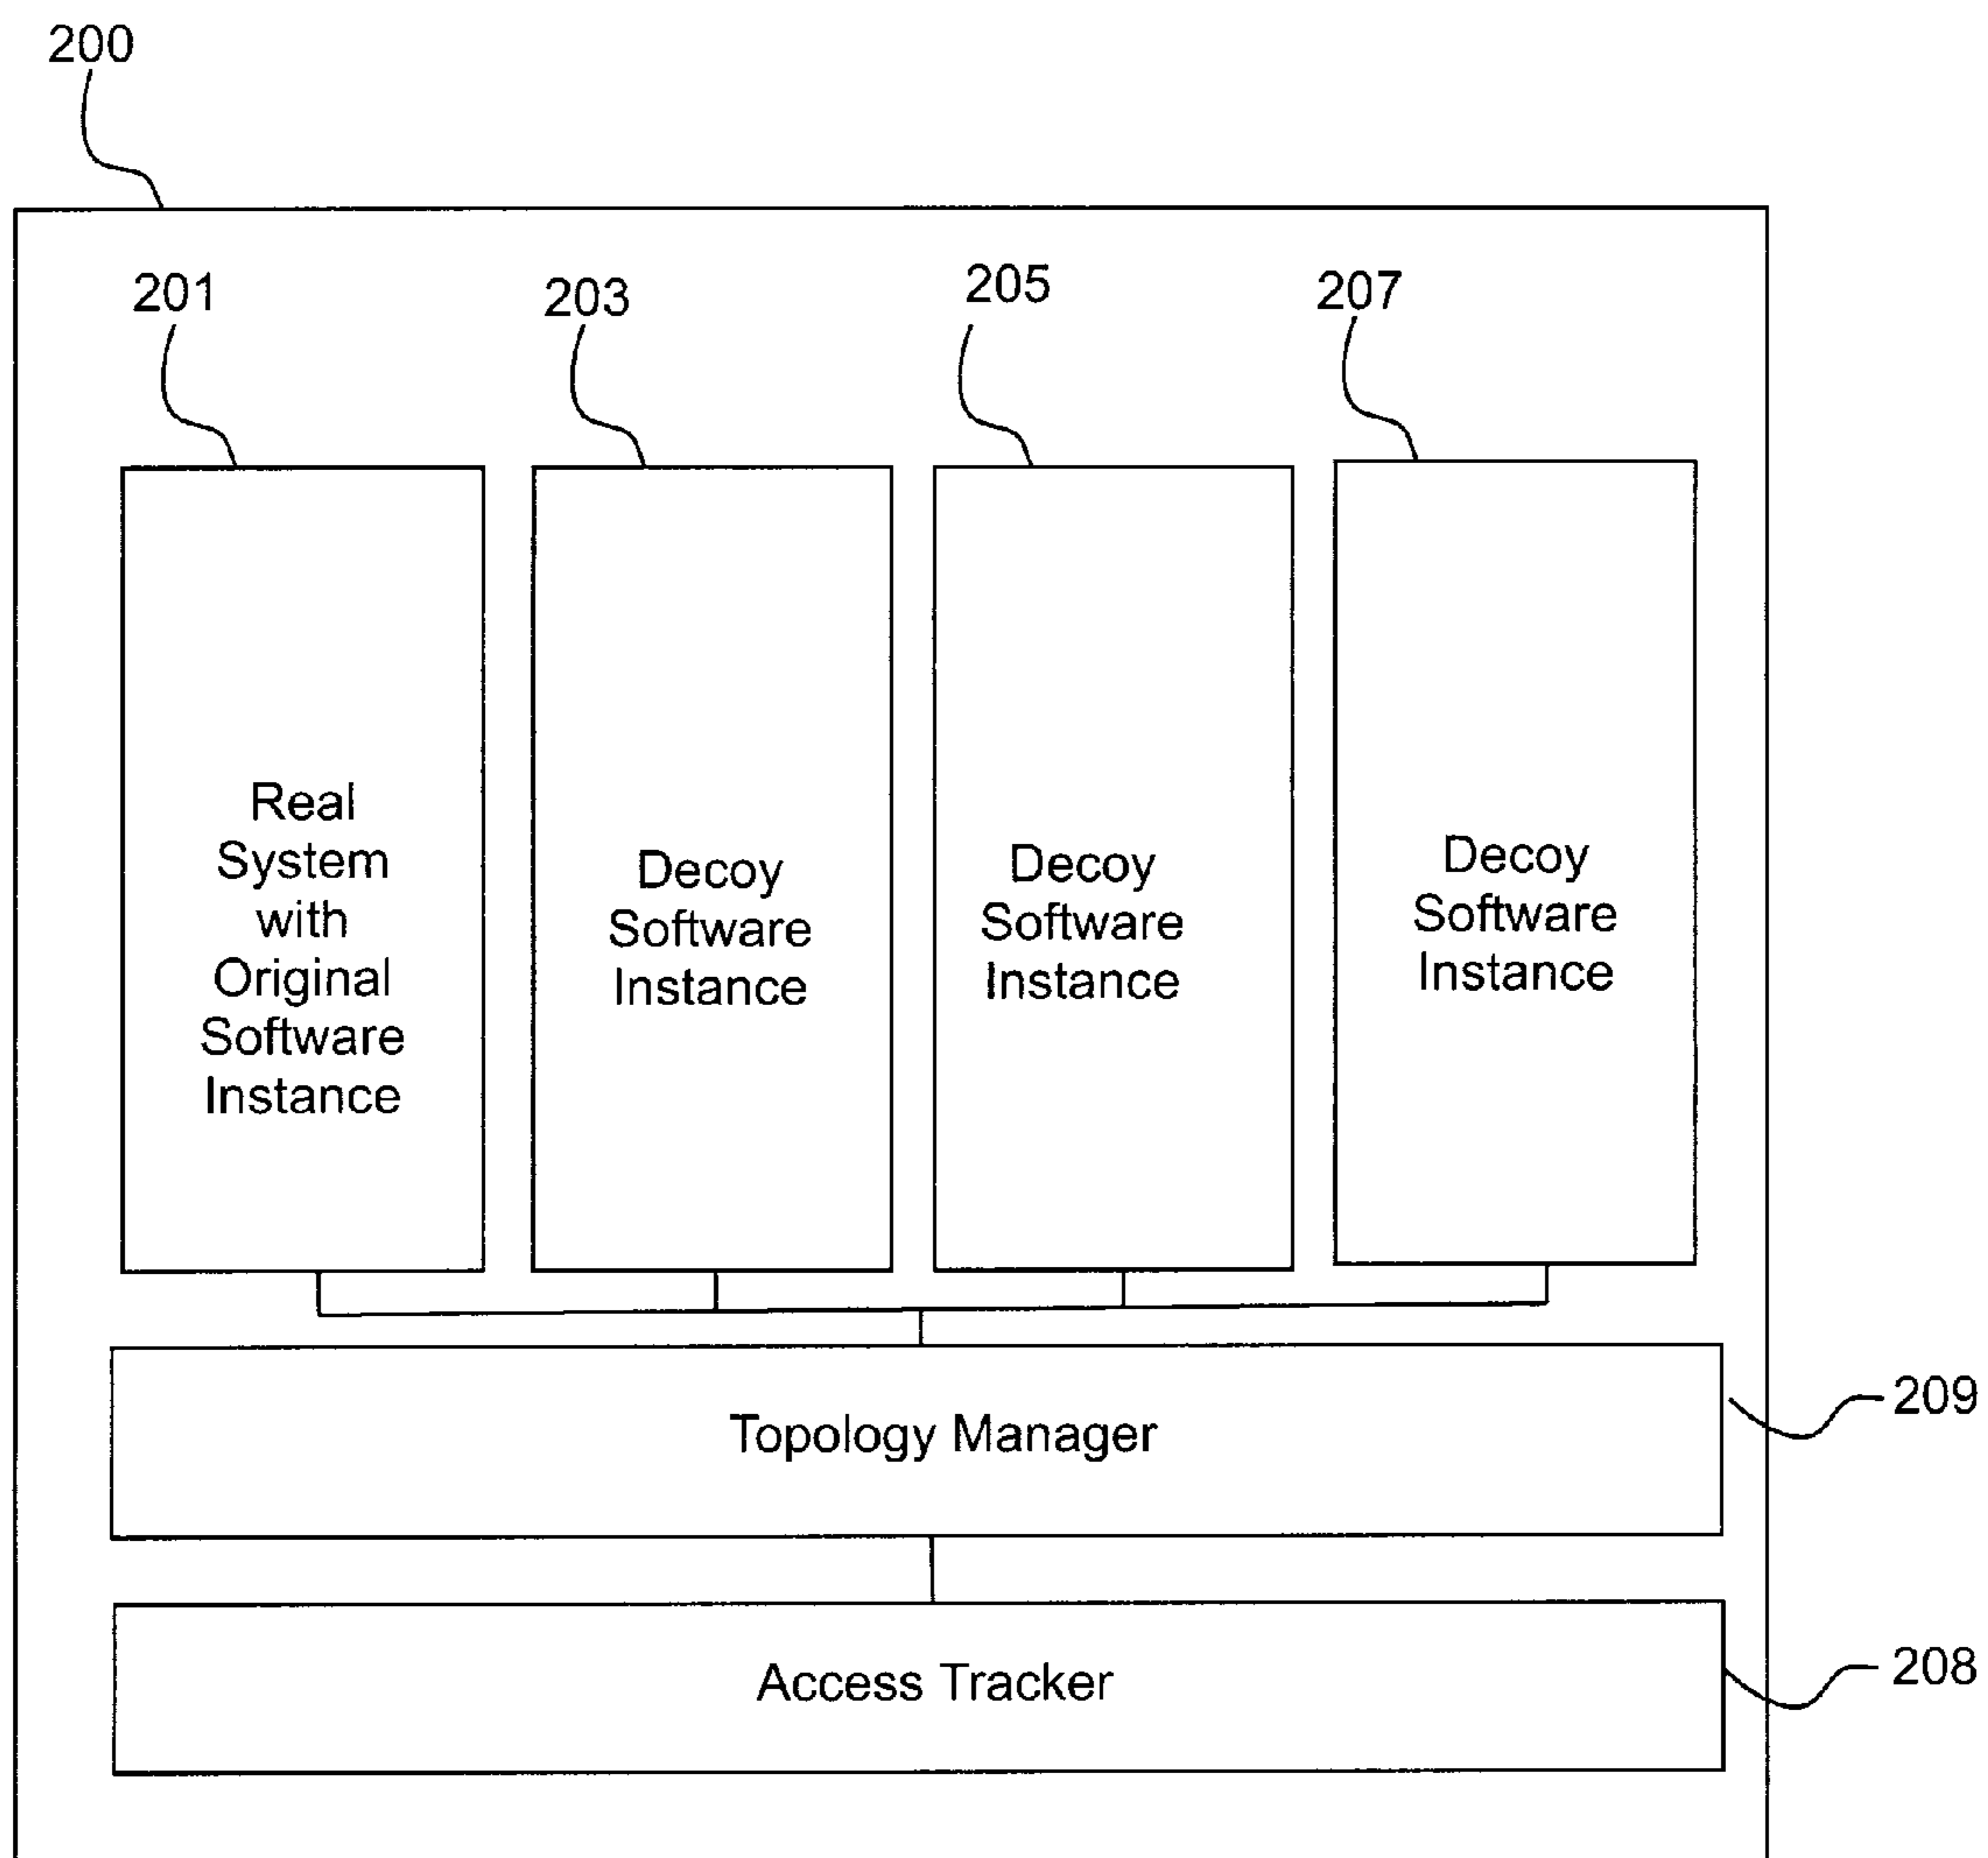 200
201
203
205
207
Real
System
with
Original
Software
Instance
Decoy
Software
Instance
Decoy
Software
Instance
Decoy
Software
Instance
Topology Manager
209
Access Tracker
208